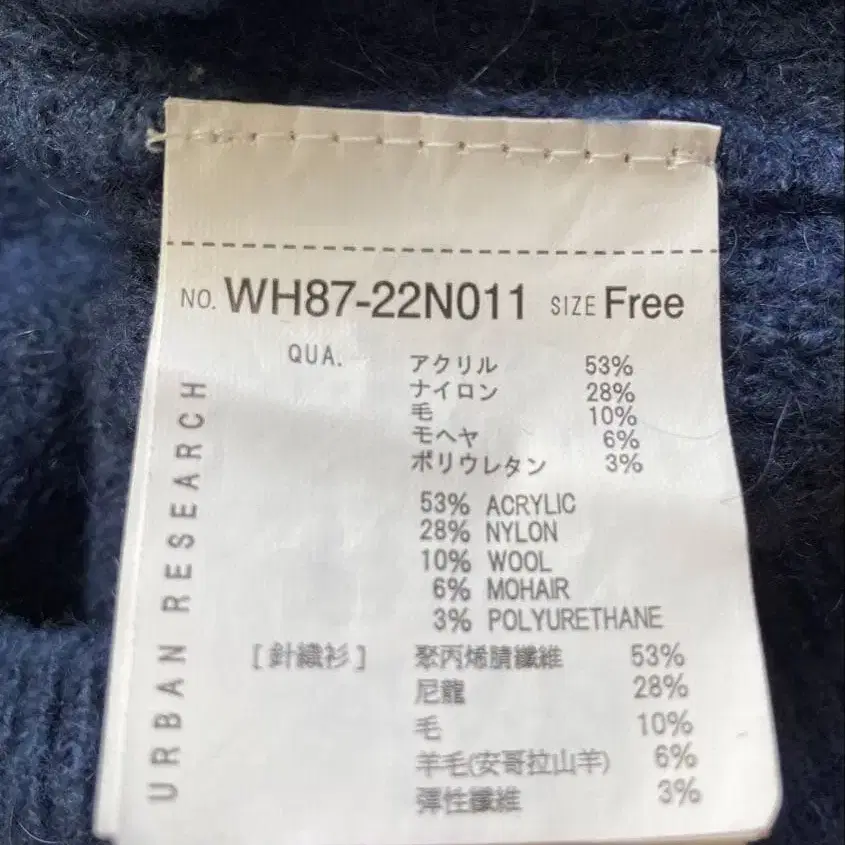 NO. WH87-22N011 SIZE Free
QUA.
アクリル 53%
ナイロン 28%
毛 10%
モヘヤ 6%
ポリウレタン 3%
53% ACRYLIC
28% NYLON
10% WOOL
6% MOHAIR
3% POLYURETHANE
[針織衫] 聚丙烯腈纖維 53%
尼龍 28%
毛 10%
羊毛(安哥拉山羊) 6%
彈性纖維 3%
URBAN RESEARCH